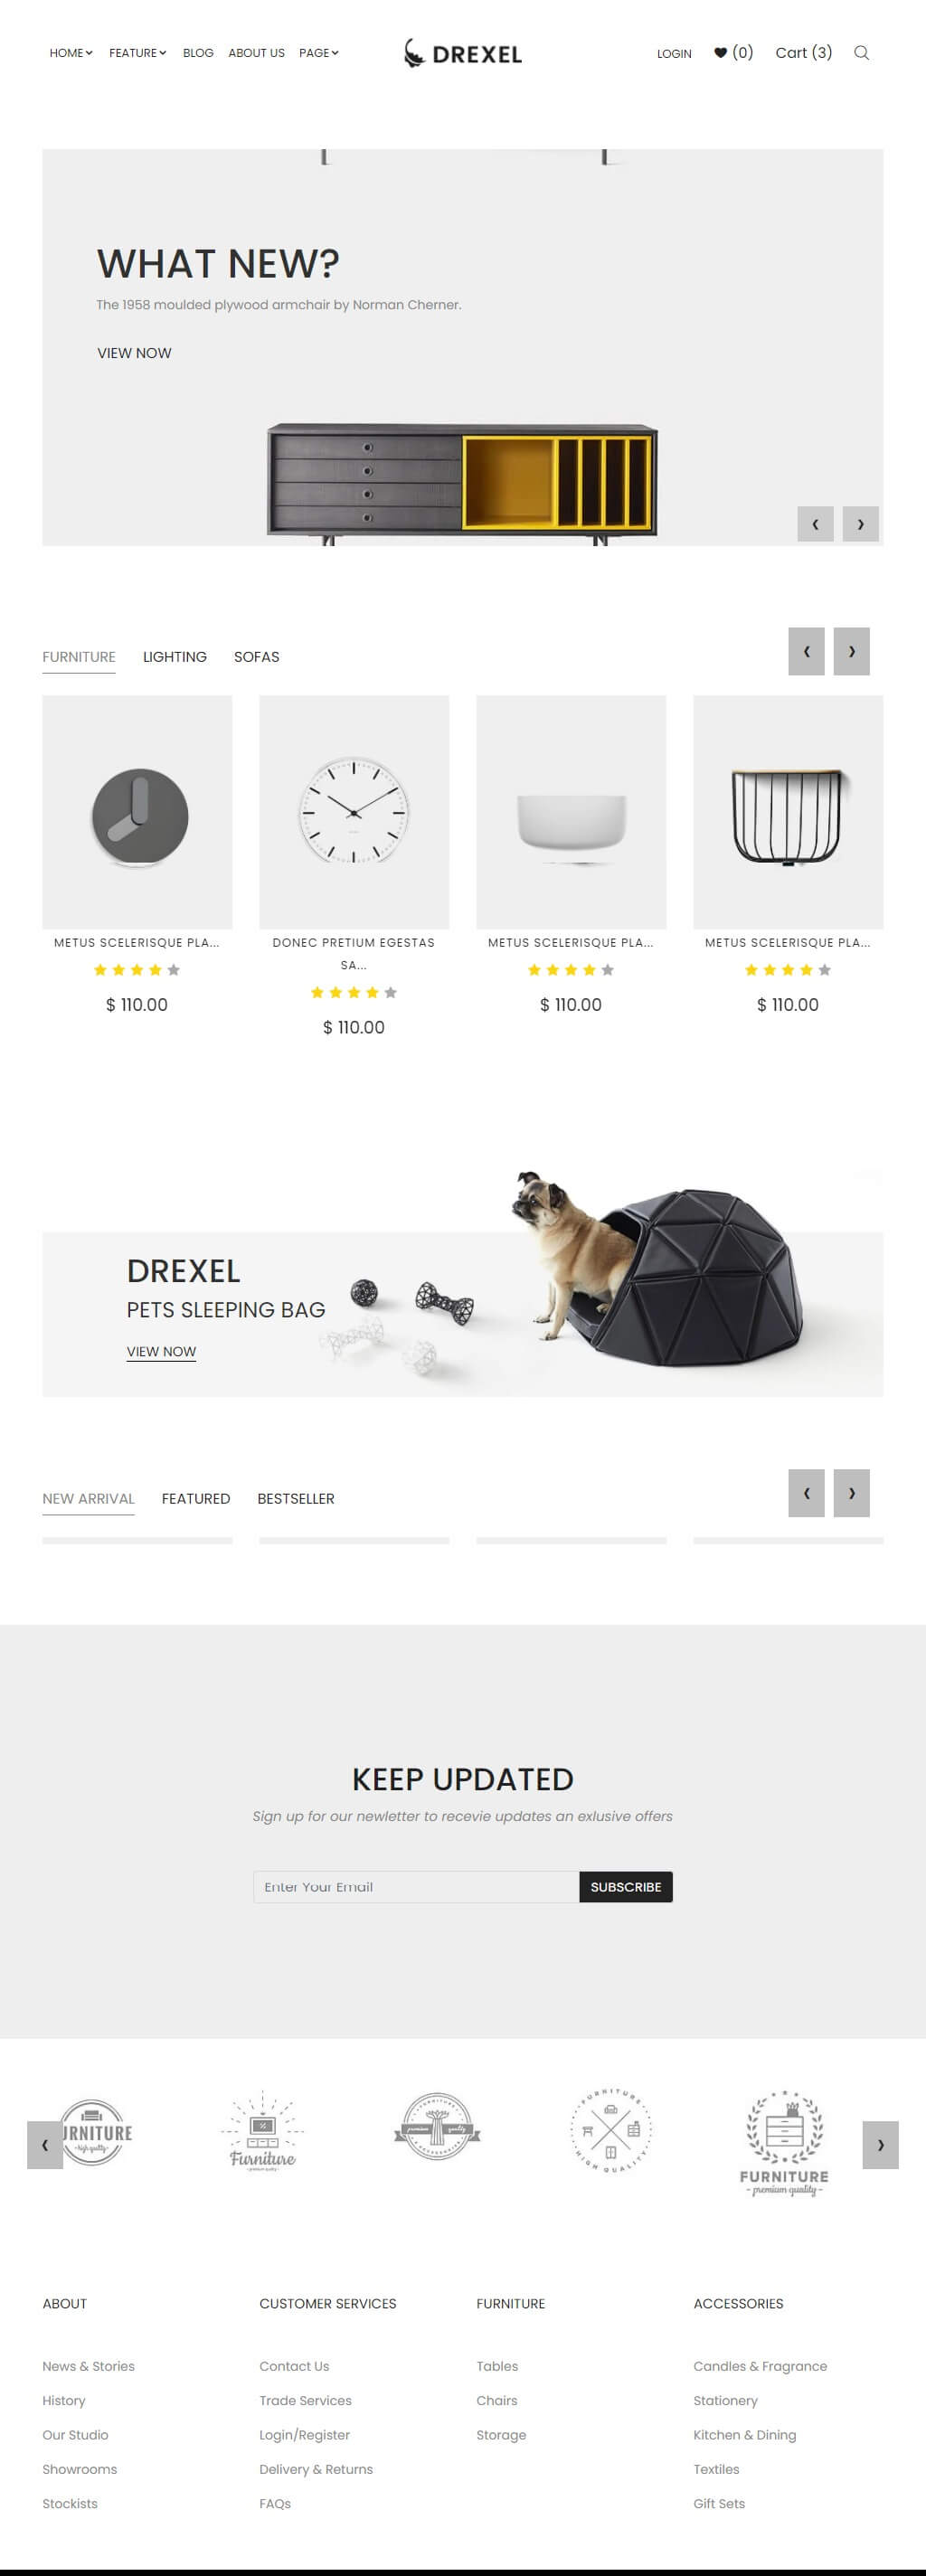 HOME FEATURE BLOG ABOUT US PAGE DREXEL LOGIN (0) Cart (3)
WHAT NEW?
The 1958 moulded plywood armchair by Norman Cherner.
VIEW NOW
FURNITURE LIGHTING SOFAS
METUS SCELERISQUE PLA...
$ 110.00
DONEC PRETIUM EGESTAS
SA...
$ 110.00
METUS SCELERISQUE PLA...
$ 110.00
METUS SCELERISQUE PLA...
$ 110.00
DREXEL
PETS SLEEPING BAG
VIEW NOW
NEW ARRIVAL FEATURED BESTSELLER
KEEP UPDATED
Sign up for our newletter to recevie updates an exlusive offers
Enter Your Email SUBSCRIBE
URNITURE
high quality
Furniture
premium quality
FURNITURE
premium quality
FURNITURE
HIGH QUALITY
FURNITURE
- premium quality -
ABOUT
News & Stories
History
Our Studio
Showrooms
Stockists
CUSTOMER SERVICES
Contact Us
Trade Services
Login/Register
Delivery & Returns
FAQs
FURNITURE
Tables
Chairs
Storage
ACCESSORIES
Candles & Fragrance
Stationery
Kitchen & Dining
Textiles
Gift Sets